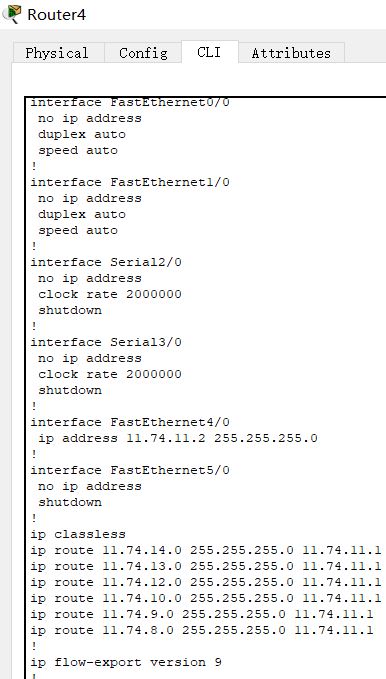 Router4
Physical Config CLI Attributes
interface FastEthernet0/0
no ip address
duplex auto
speed auto
!
interface FastEthernet1/0
no ip address
duplex auto
speed auto
!
interface Serial2/0
no ip address
clock rate 2000000
shutdown
!
interface Serial3/0
no ip address
clock rate 2000000
shutdown
!
interface FastEthernet4/0
ip address 11.74.11.2 255.255.255.0
!
interface FastEthernet5/0
no ip address
shutdown
!
ip classless
ip route 11.74.14.0 255.255.255.0 11.74.11.1
ip route 11.74.13.0 255.255.255.0 11.74.11.1
ip route 11.74.12.0 255.255.255.0 11.74.11.1
ip route 11.74.10.0 255.255.255.0 11.74.11.1
ip route 11.74.9.0 255.255.255.0 11.74.11.1
ip route 11.74.8.0 255.255.255.0 11.74.11.1
!
ip flow-export version 9
!